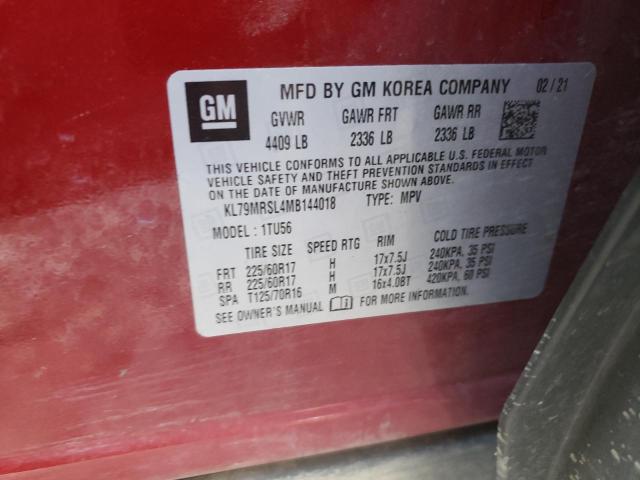 GM
MFD BY GM KOREA COMPANY 02/21
GVWR GAWR FRT GAWR RR
4409 LB 2336 LB 2336 LB
THIS VEHICLE CONFORMS TO ALL APPLICABLE U.S. FEDERAL MOTOR
VEHICLE SAFETY AND THEFT PREVENTION STANDARDS IN EFFECT
ON THE DATE OF MANUFACTURE SHOWN ABOVE.
KL79MRSL4MB144018 TYPE: MPV
MODEL: 1TU56
TIRE SIZE SPEED RTG RIM COLD TIRE PRESSURE
FRT 225/60R17 H 17x7.5J 240KPA, 35 PSI
RR 225/60R17 H 17x7.5J 240KPA, 35 PSI
SPA T125/70R16 M 16x4.0BT 420KPA, 60 PSI
SEE OWNER'S MANUAL FOR MORE INFORMATION.